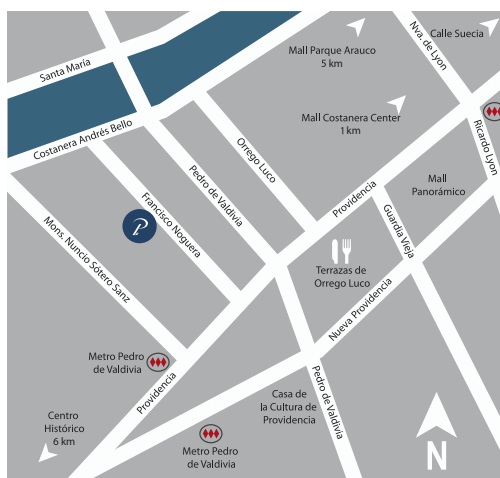 Calle Suecia
Nva. de Lyon
Mall Parque Arauco
5 km
Santa María
Mall Costanera Center
1 km
Costanera Andrés Bello
Ricardo Lyon
Orrego Luco
Pedro de Valdivia
Mall
Panorámico
Providencia
Francisco Noguera
P
Guardia Vieja
Mons. Nuncio Sótero Sanz
Terrazas de
Orrego Luco
Nueva Providencia
Metro Pedro
de Valdivia
Providencia
Casa de
la Cultura de
Providencia
Pedro de Valdivia
Centro
Histórico
6 km
Metro Pedro
de Valdivia
N